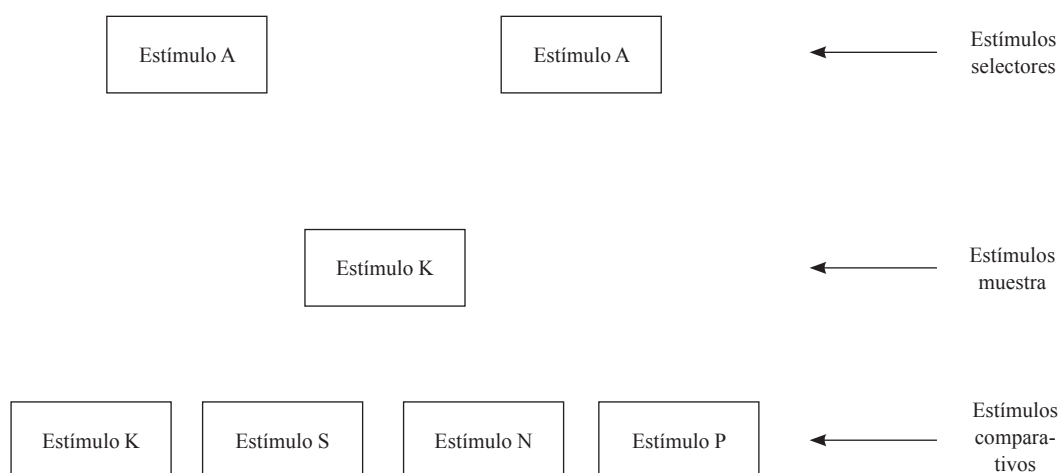 Estímulo A
Estímulo A
Estímulos
selectores
Estímulo K
Estímulos
muestra
Estímulo K
Estímulo S
Estímulo N
Estímulo P
Estímulos
compara-
tivos